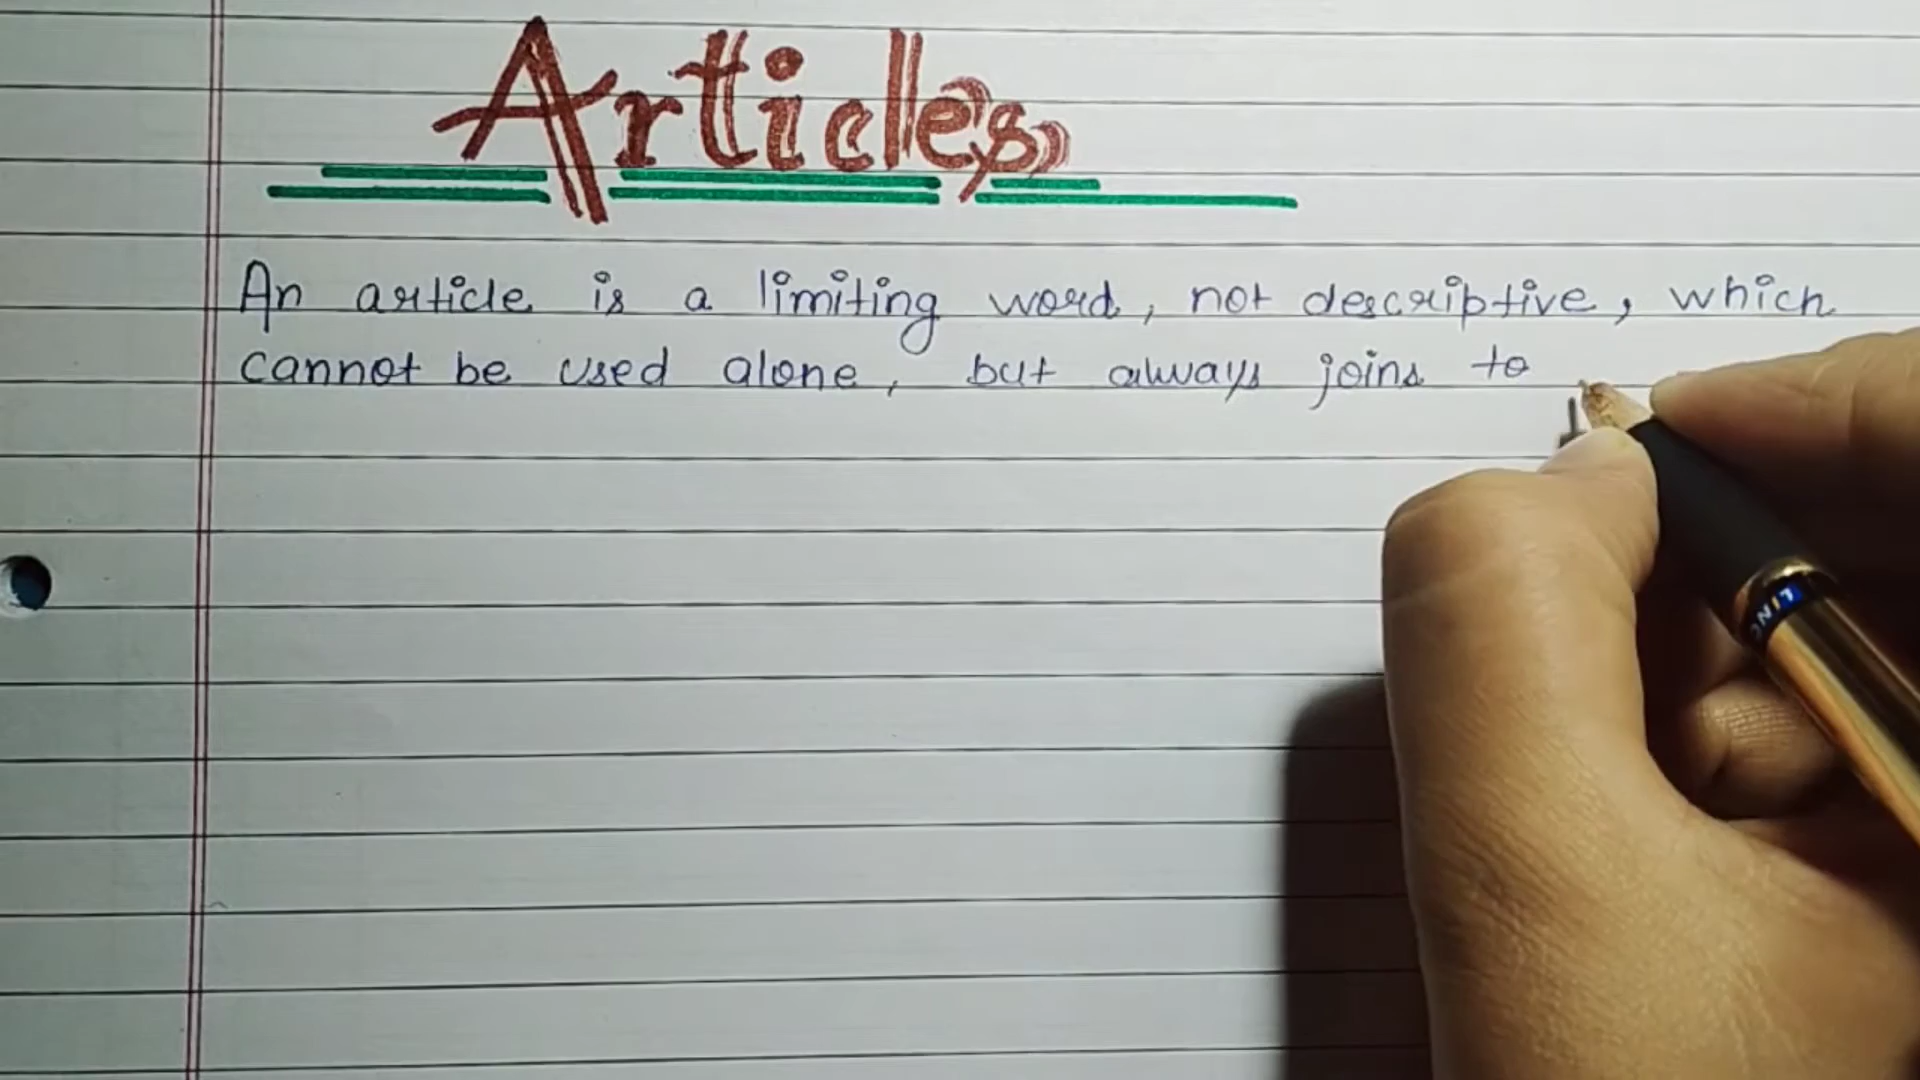 Articles
An article is a limiting word, not descriptive, which
cannot be used alone, but always joins to